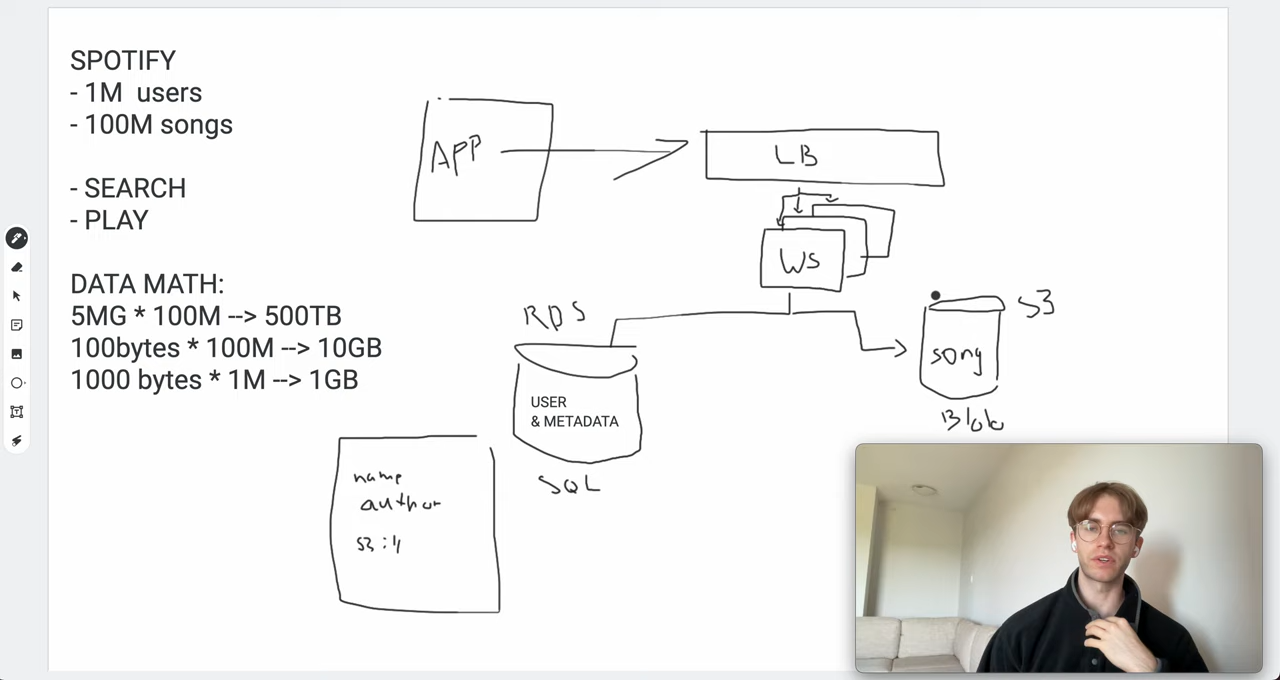 SPOTIFY
- 1M users
- 100M songs
- SEARCH
- PLAY
DATA MATH:
5MG * 100M --> 500TB
100bytes * 100M --> 10GB
1000 bytes * 1M --> 1GB
APP
LB
WS
RDS
USER
& METADATA
SQL
S3
song
Blob
name
author
S3://